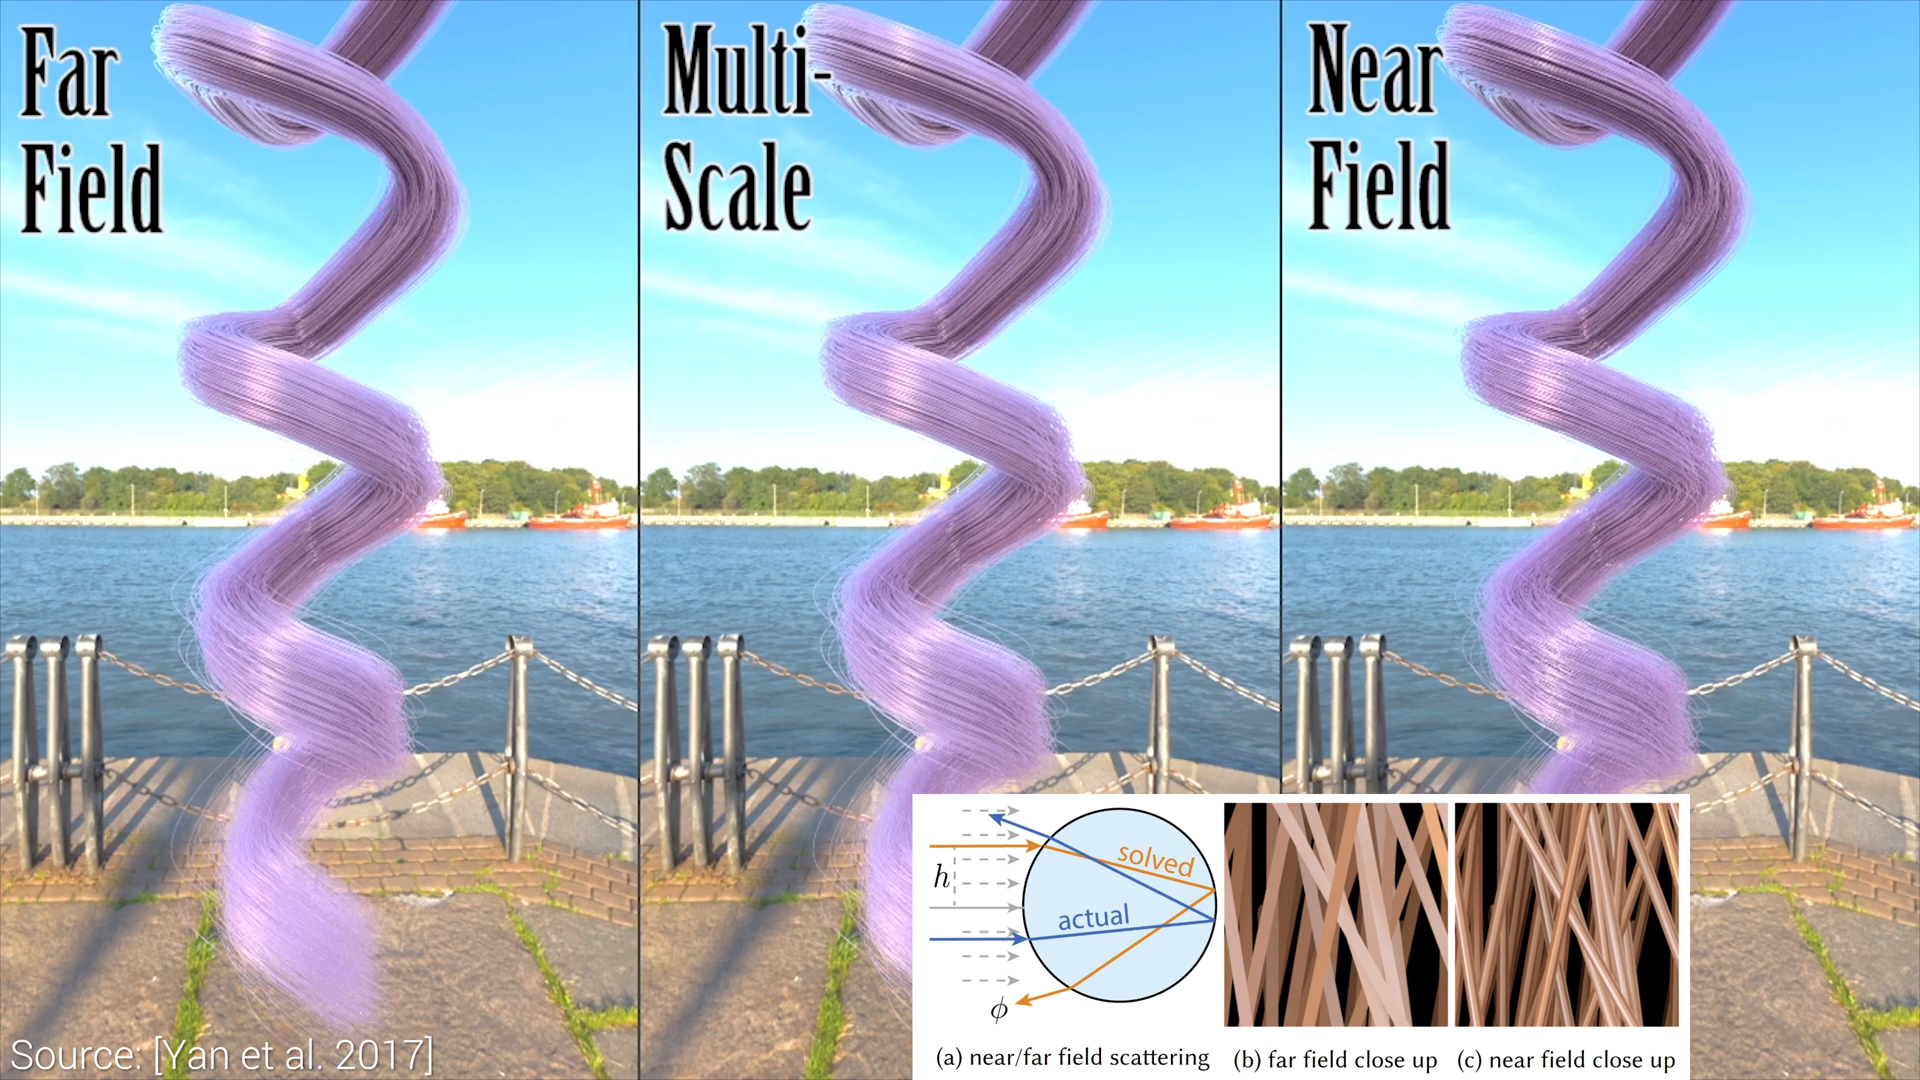 Far
Field
Multi-
Scale
Near
Field
h
solved
actual
ϕ
(a) near/far field scattering
(b) far field close up
(c) near field close up
Source: [Yan et al. 2017]